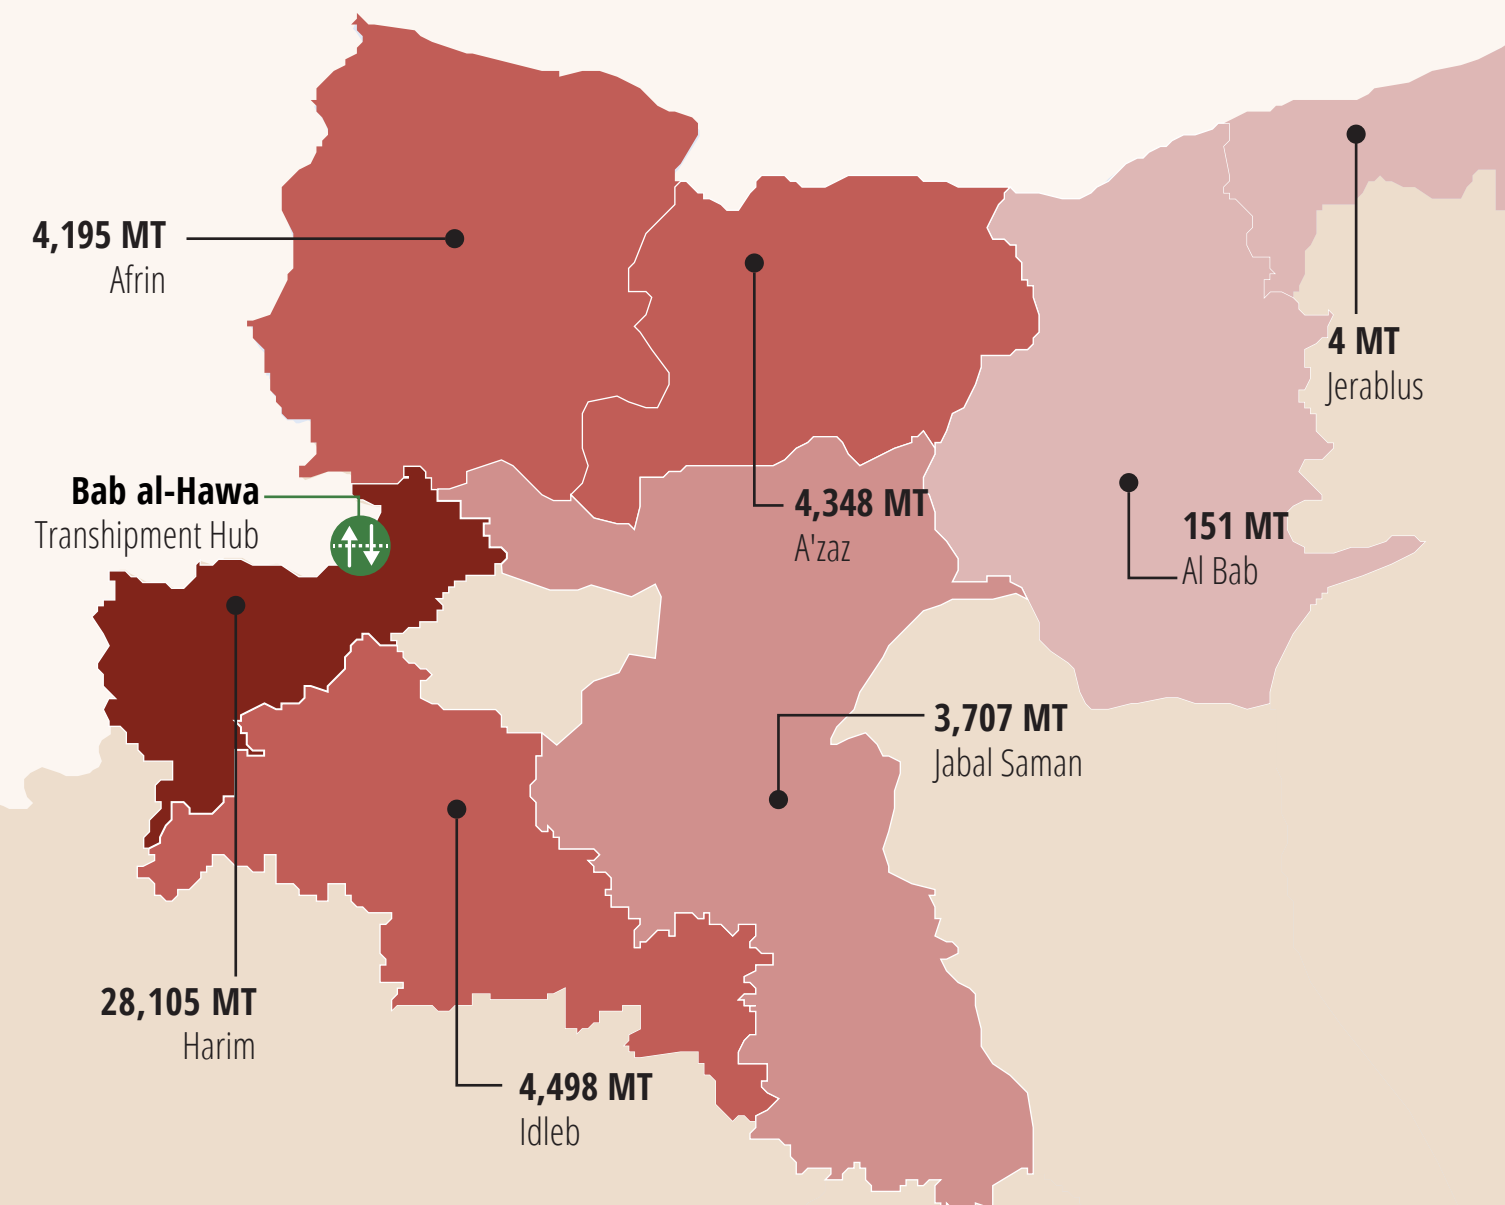 4,195 MT
Afrin
4 MT
Jerablus
Bab al-Hawa
Transhipment Hub
4,348 MT
A'zaz
151 MT
Al Bab
3,707 MT
Jabal Saman
28,105 MT
Harim
4,498 MT
Idleb